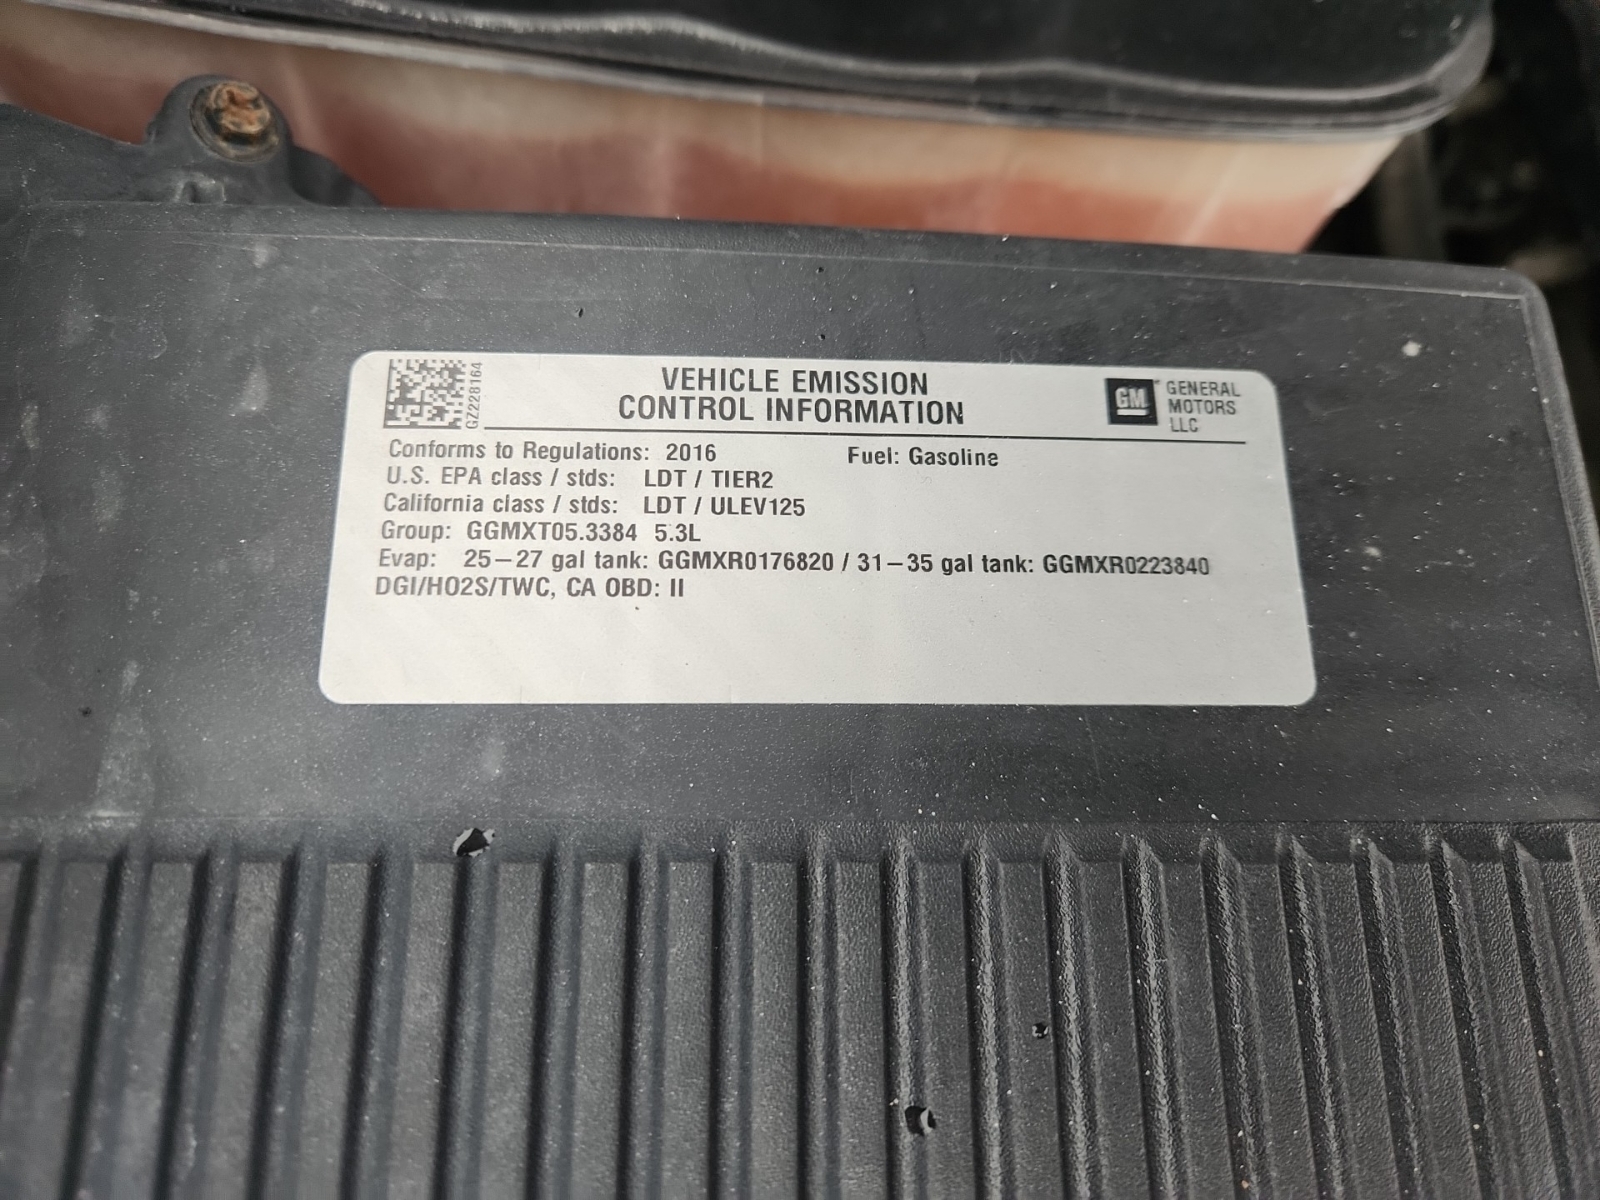 GZ228164
VEHICLE EMISSION
CONTROL INFORMATION
GM
GENERAL
MOTORS
LLC
Conforms to Regulations: 2016 Fuel: Gasoline
U.S. EPA class / stds: LDT / TIER2
California class / stds: LDT / ULEV125
Group: GGMXT05.3384 5.3L
Evap: 25–27 gal tank: GGMXR0176820 / 31–35 gal tank: GGMXR0223840
DGI/HO2S/TWC, CA OBD: II